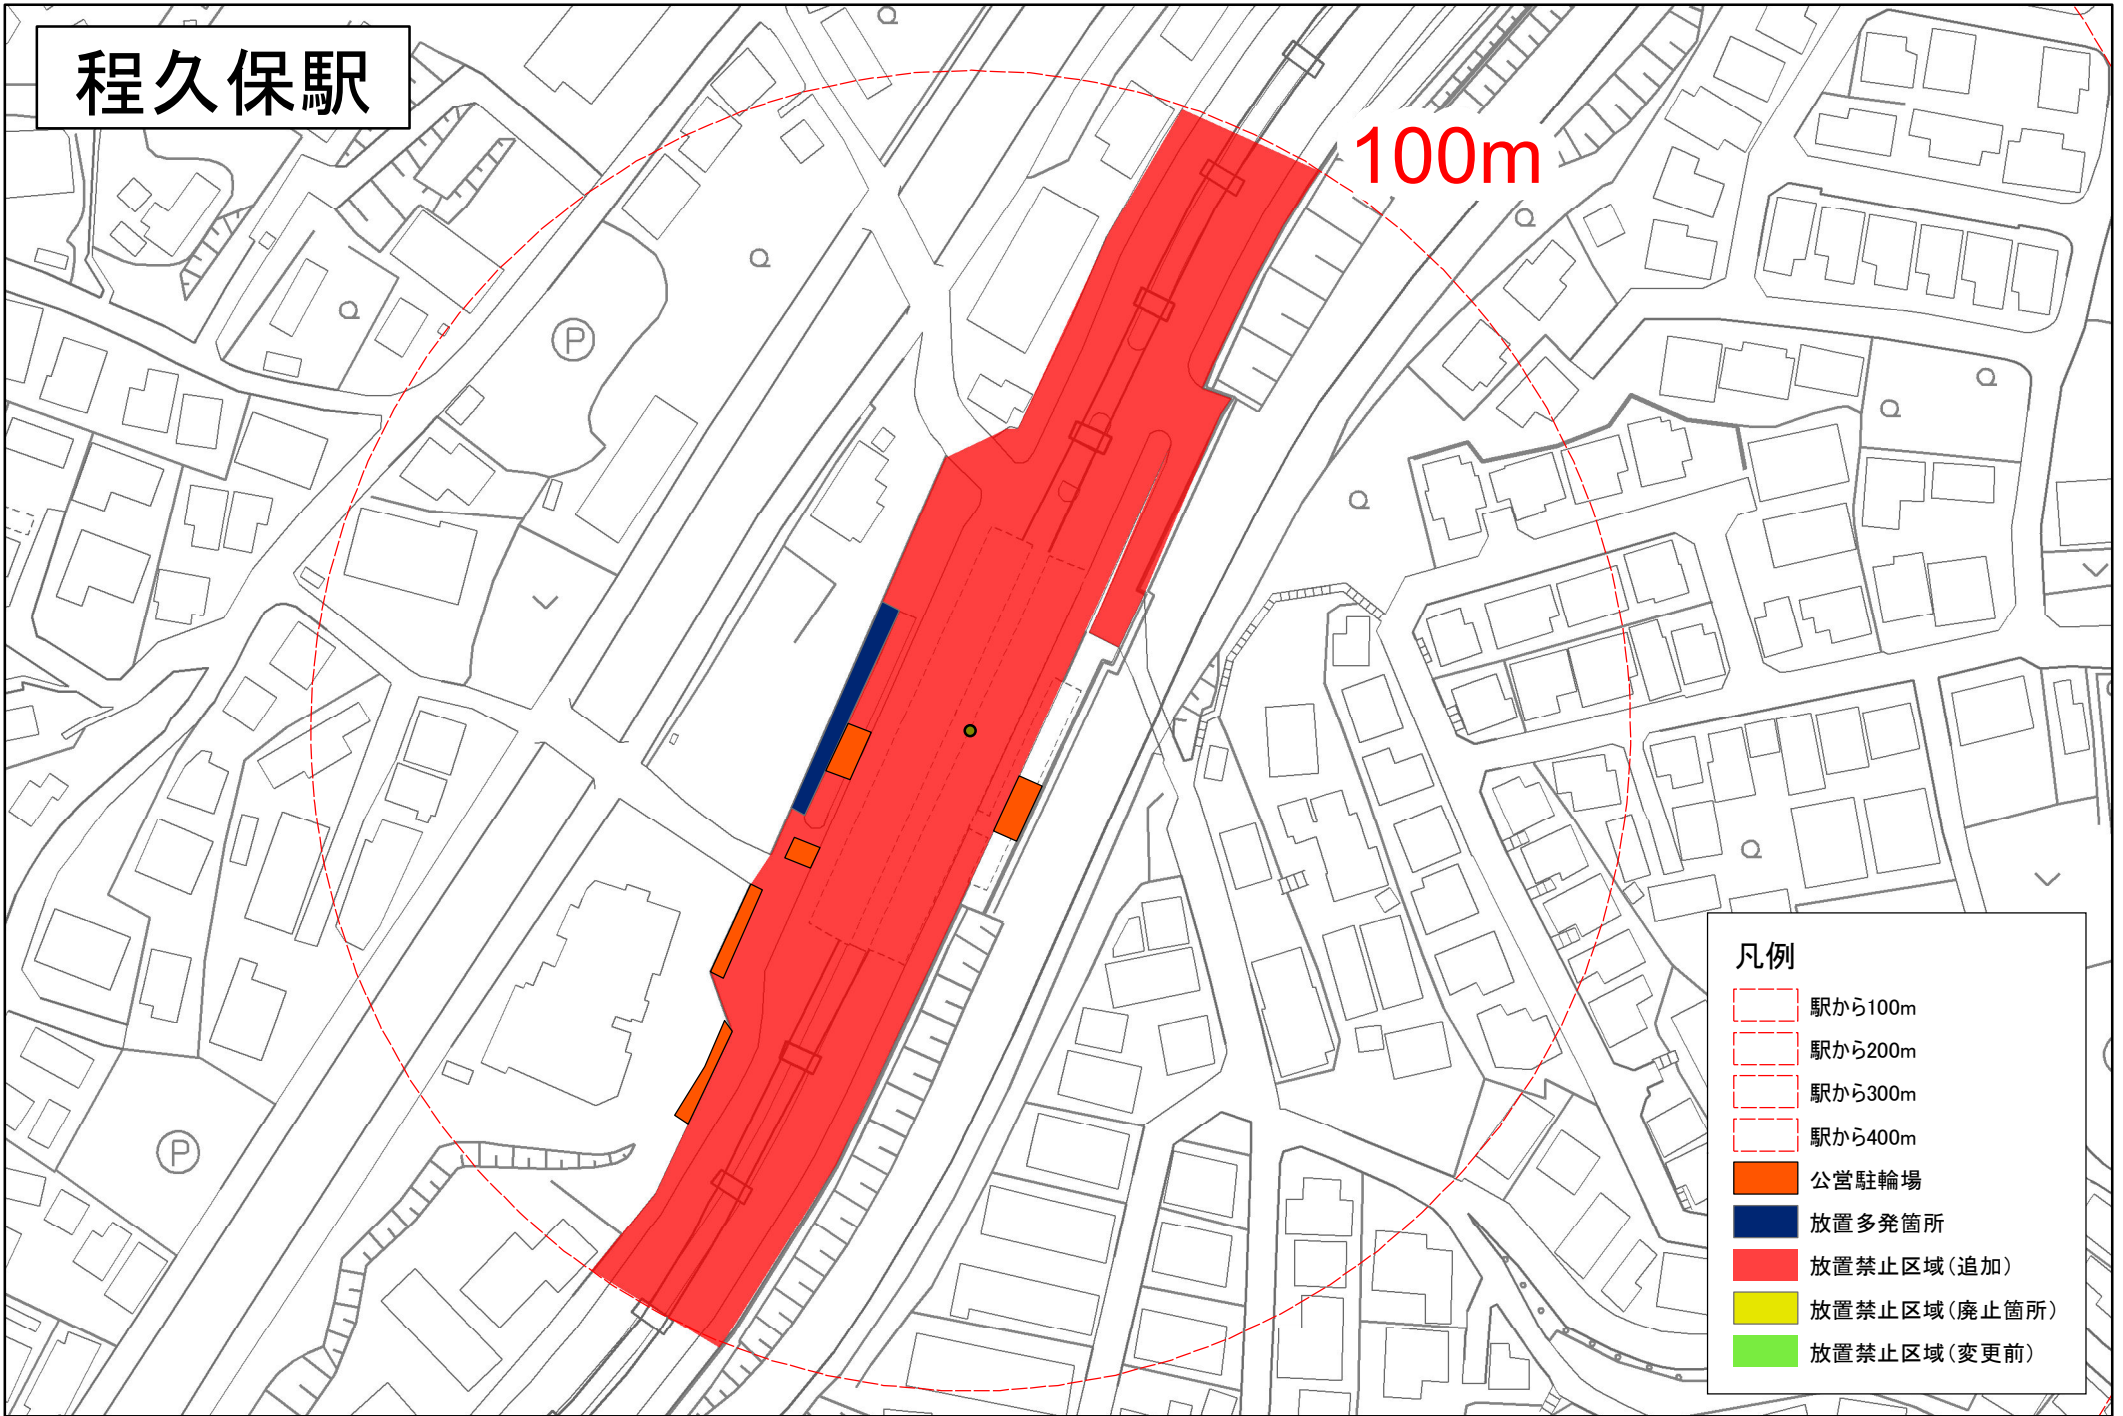 程久保駅
100m
P
P
凡例
駅から100m
駅から200m
駅から300m
駅から400m
公営駐輪場
放置多発箇所
放置禁止区域(追加)
放置禁止区域(廃止箇所)
放置禁止区域(変更前)